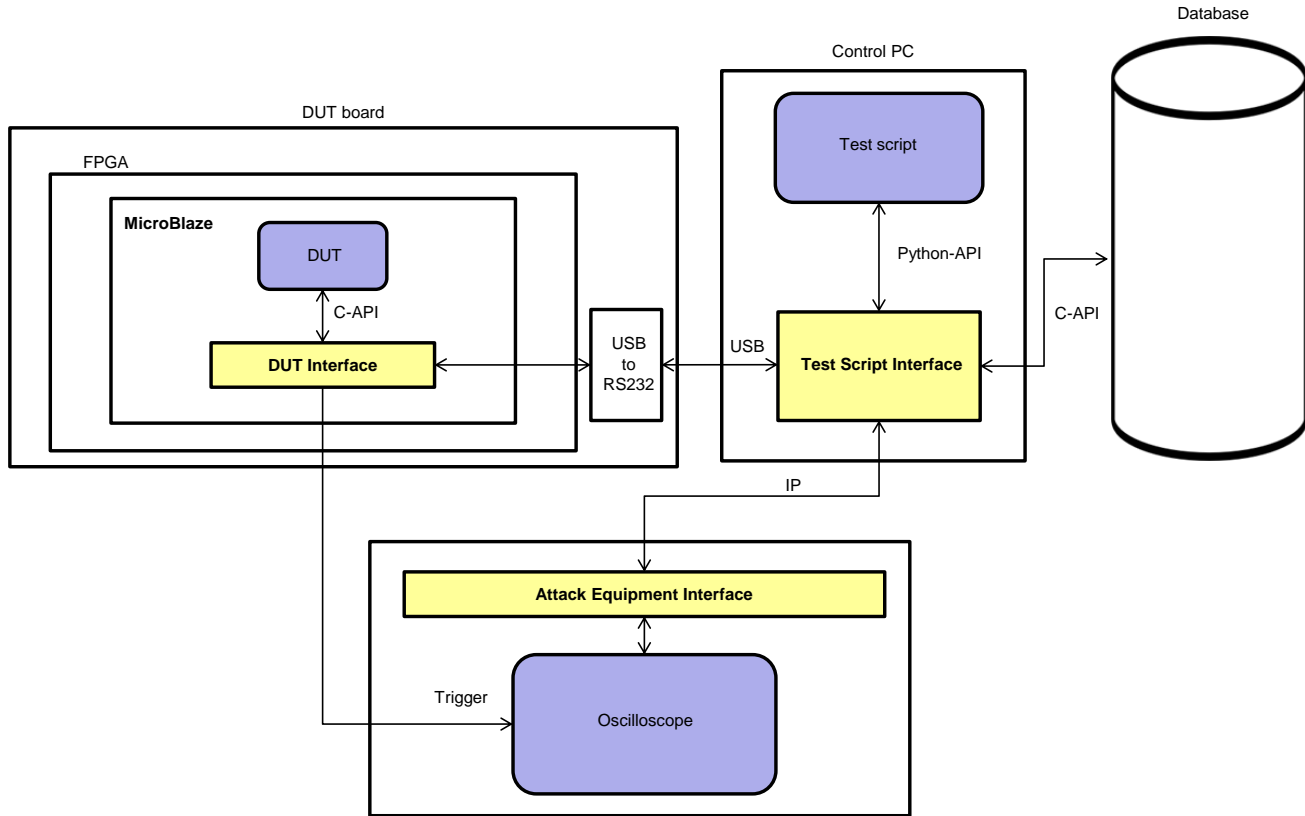 Database
Control PC
DUT board
Test script
FPGA
MicroBlaze
DUT
Python-API
C-API
C-API
USB
to
RS232
USB
DUT Interface
Test Script Interface
IP
Attack Equipment Interface
Trigger
Oscilloscope